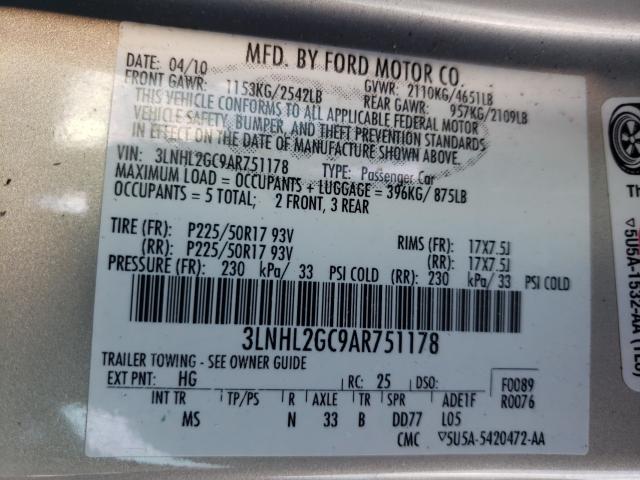 MFD. BY FORD MOTOR CO.
DATE: 04/10 GVWR: 2110KG/4651LB
FRONT GAWR: 1153KG/2542LB REAR GAWR: 957KG/2109LB
THIS VEHICLE CONFORMS TO ALL APPLICABLE FEDERAL MOTOR
VEHICLE SAFETY, BUMPER, AND THEFT PREVENTION STANDARDS
IN EFFECT ON THE DATE OF MANUFACTURE SHOWN ABOVE.
VIN: 3LNHL2GC9AR751178 TYPE: Passenger Car
MAXIMUM LOAD = OCCUPANTS + LUGGAGE = 396KG/ 875LB
OCCUPANTS = 5 TOTAL; 2 FRONT, 3 REAR
TIRE (FR): P225/50R17 93V RIMS (FR): 17X7.5J
(RR): P225/50R17 93V (RR): 17X7.5J
PRESSURE (FR): 230 kPa/ 33 PSI COLD (RR): 230 kPa/ 33 PSI COLD
3LNHL2GC9AR751178
TRAILER TOWING - SEE OWNER GUIDE
EXT PNT: HG RC: 25 DSO: F0089
R0076
INT TR TP/PS R AXLE TR SPR ADE1F
MS N 33 B DD77 L05
CMC ▽5U5A-5420472-AA
Th
▽5U5A-1532-AA (TL6)